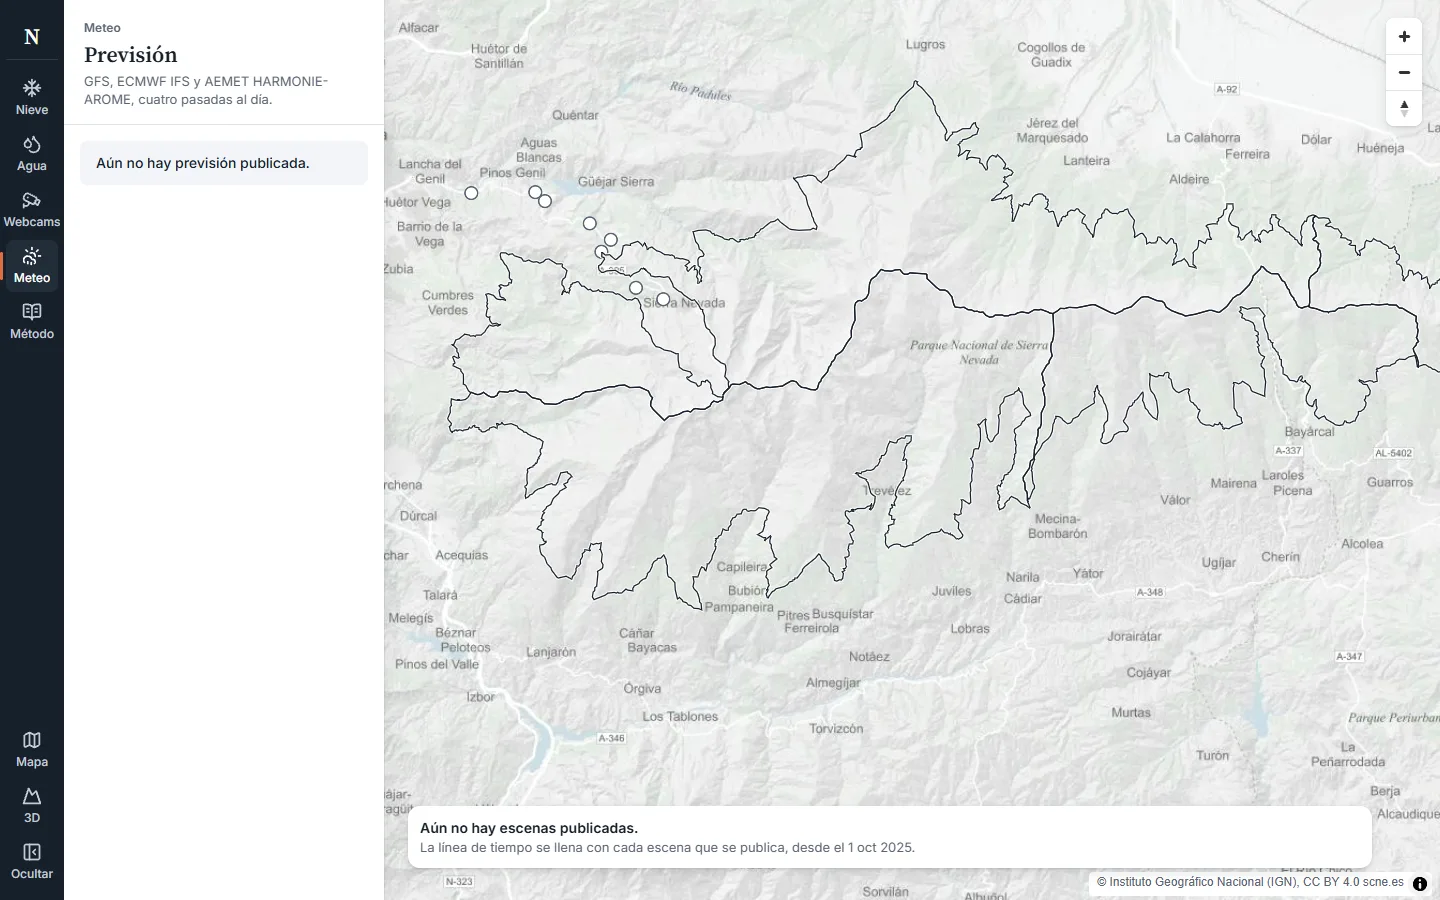 N
Nieve
Agua
Webcams
Meteo
Método
Mapa
3D
Ocultar
Meteo
Previsión
GFS, ECMWF IFS y AEMET HARMONIE-
AROME, cuatro pasadas al día.
Aún no hay previsión publicada.
Alfacar
Huétor de
Santillán
Lugros
Cogollos de
Guadix
A-92
Río Padules
Quéntar
Jérez del
Marquesado
La Calahorra
Dólar
Huéneja
Ferreira
Lanteira
Aldeire
Aguas
Blancas
Lancha del
Genil
Pinos Genil
Güéjar Sierra
Huétor Vega
Barrio de la
Vega
Zubia
Cumbres
Verdes
Sierra Nevada
Parque Nacional de Sierra
Nevada
Bayárcal
A-337
AL-5402
Laroles
Mairena
Picena
Guarros
Válor
Trevélez
Mecina-
Bombarón
Dúrcal
Acequias
Alcolea
Cherín
Ugíjar
Yátor
Narila
Cádiar
A-348
Capileira
Bubión
Pampaneira
Pitres
Busquístar
Ferreirola
Juviles
Lobras
Jorairátar
Talará
Melegís
Béznar
Peloteos
Pinos del Valle
Cáñar
Bayacas
Lanjarón
Notáez
Almegíjar
Cojáyar
A-347
Izbor
Órgiva
Los Tablones
Torvizcón
Murtas
Parque Periurban
A-346
Turón
La
Peñarrodada
Berja
Alcaudique
Aún no hay escenas publicadas.
La línea de tiempo se llena con cada escena que se publica, desde el 1 oct 2025.
N-323
Sorvilán
Albuñol
© Instituto Geográfico Nacional (IGN), CC BY 4.0 scne.es